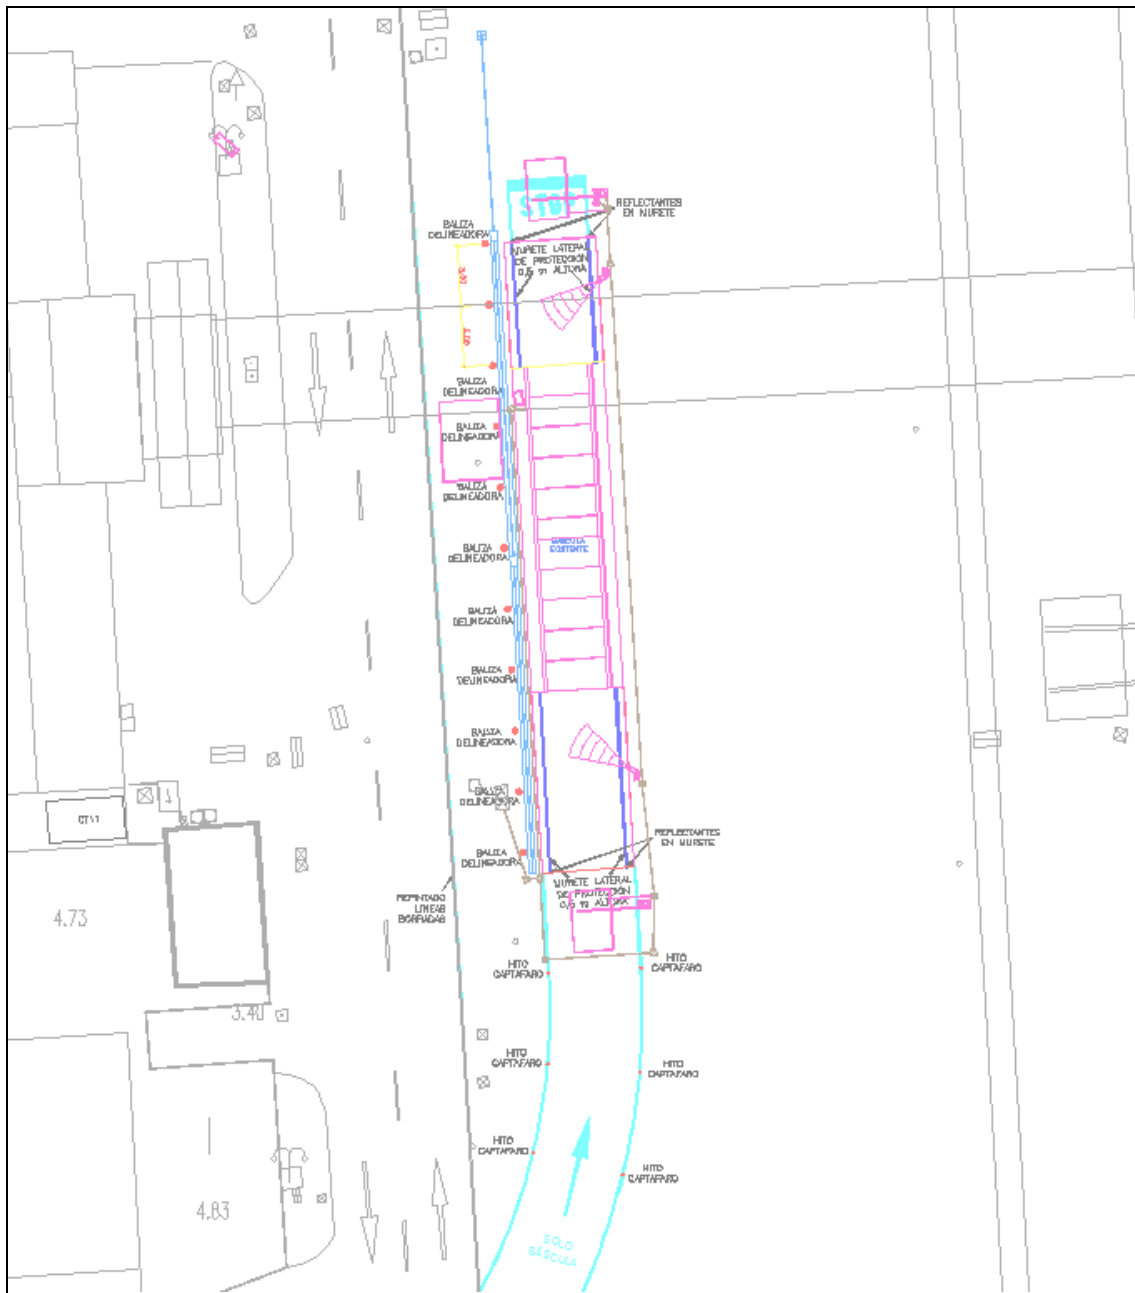 REFLECTANTES
EN MURETE
STOP
BALIZA
DELINEADORA
MURETE LATERAL
DE PROTECCIÓN
0,5 m ALTURA
BALIZA
DELINEADORA
BALIZA
DELINEADORA
BALIZA
DELINEADORA
BALIZA
DELINEADORA
BÁSCULA
EXISTENTE
BALIZA
DELINEADORA
BALIZA
DELINEADORA
BALIZA
DELINEADORA
BALIZA
DELINEADORA
REFLECTANTES
EN MURETE
BALIZA
DELINEADORA
MURETE LATERAL
DE PROTECCIÓN
0,5 m ALTURA
REPINTADO
LINEAS
BORRADAS
4.73
HITO
CAPTAFARO
HITO
CAPTAFARO
3.40
HITO
CAPTAFARO
HITO
CAPTAFARO
HITO
CAPTAFARO
HITO
CAPTAFARO
4.83
SOLO
BÁSCULA